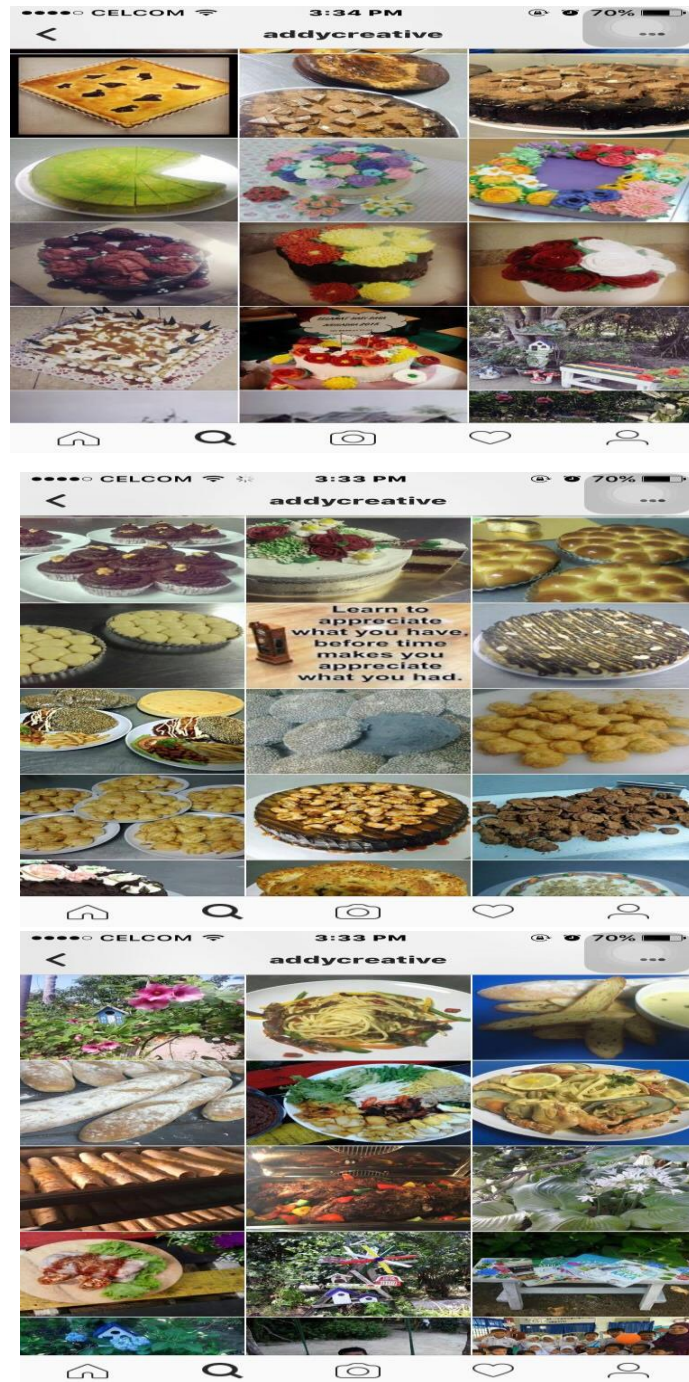 CELCOM 3:34 PM 70%
addycreative
CELCOM 3:33 PM 70%
addycreative
Learn to
appreciate
what you have,
before time
makes you
appreciate
what you had.
CELCOM 3:33 PM 70%
addycreative